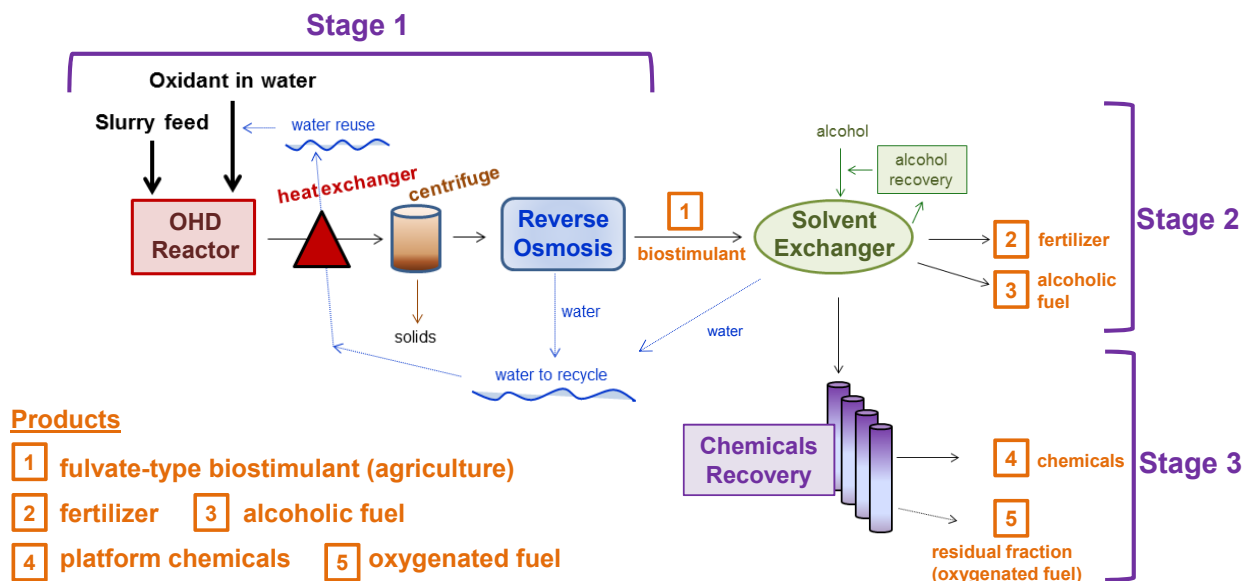 Stage 1
Oxidant in water
Slurry feed
water reuse
alcohol
alcohol
recovery
heat exchanger
centrifuge
OHD
Reactor
Reverse
Osmosis
1
biostimulant
Solvent
Exchanger
Stage 2
2 fertilizer
3 alcoholic
fuel
solids
water
water
water to recycle
Products
1 fulvate-type biostimulant (agriculture)
2 fertilizer 3 alcoholic fuel
4 platform chemicals 5 oxygenated fuel
Chemicals
Recovery
4 chemicals
Stage 3
5
residual fraction
(oxygenated fuel)